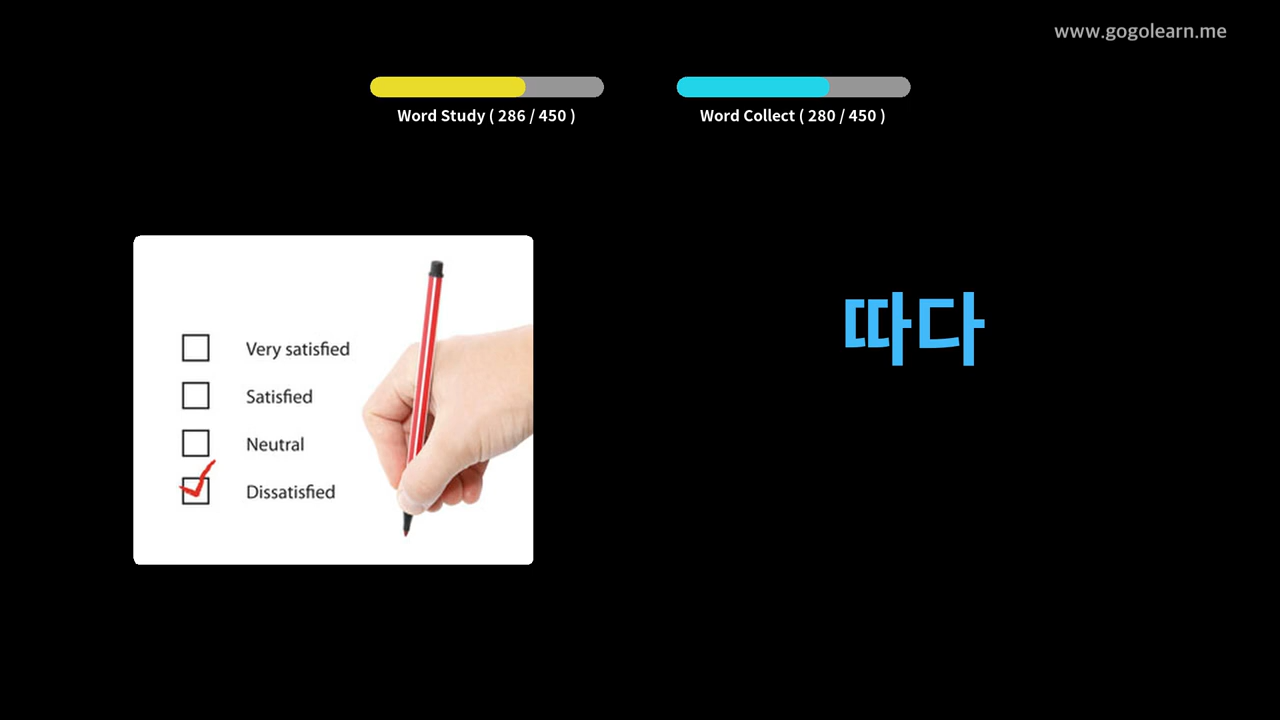 www.gogolearn.me
Word Study ( 286 / 450 )
Word Collect ( 280 / 450 )
Very satisfied
Satisfied
Neutral
Dissatisfied
따다